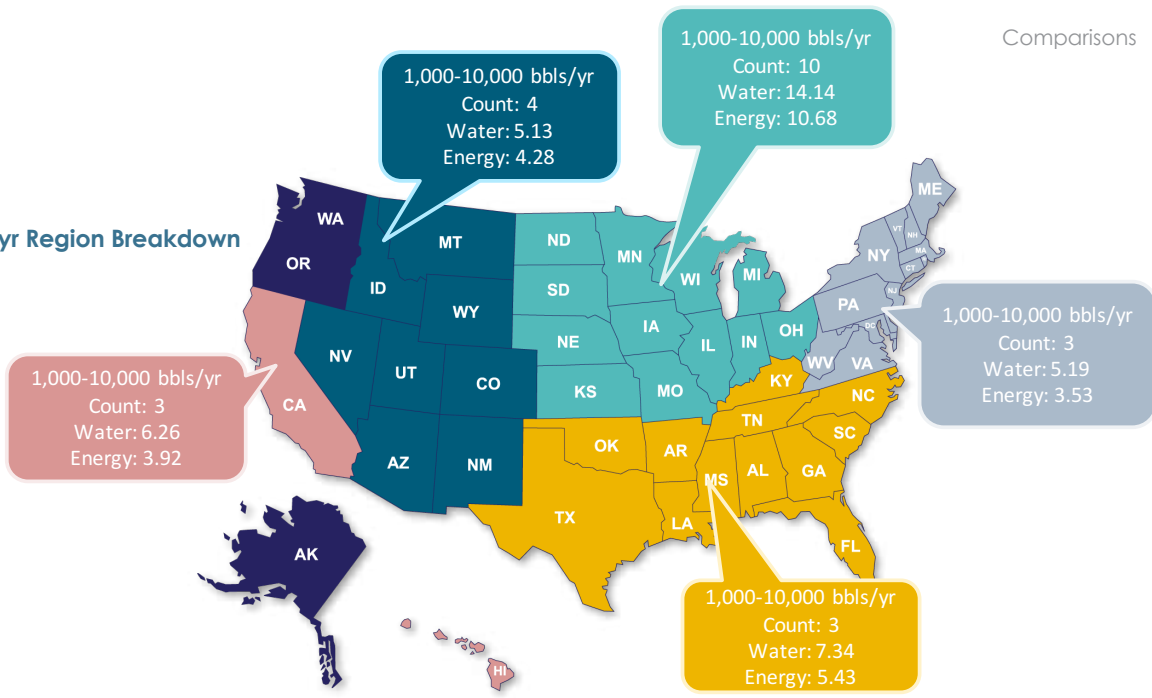 Comparisons
1,000-10,000 bbls/yr
Count: 10
Water: 14.14
Energy: 10.68
1,000-10,000 bbls/yr
Count: 4
Water: 5.13
Energy: 4.28
yr Region Breakdown
1,000-10,000 bbls/yr
Count: 3
Water: 5.19
Energy: 3.53
1,000-10,000 bbls/yr
Count: 3
Water: 6.26
Energy: 3.92
1,000-10,000 bbls/yr
Count: 3
Water: 7.34
Energy: 5.43
WA
OR
MT
ID
WY
NV
UT
CO
AZ
NM
CA
ND
SD
NE
KS
MN
IA
MO
WI
IL
MI
IN
OH
ME
VT
NH
MA
NY
CT
NJ
PA
DC
WV
VA
KY
NC
TN
SC
OK
AR
MS
AL
GA
TX
LA
FL
AK
HI